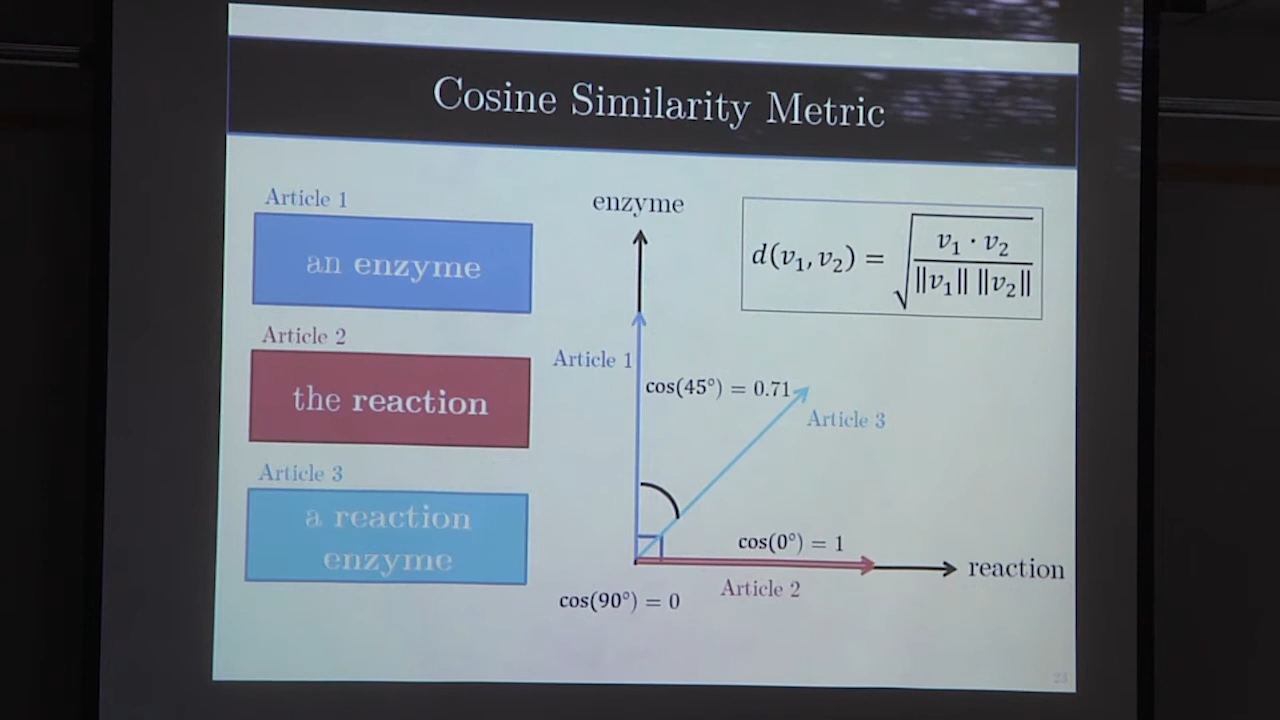 Cosine Similarity Metric
Article 1
an enzyme
Article 2
the reaction
Article 3
a reaction
enzyme
enzyme
d(v₁, v₂) = √(v₁ · v₂ / ‖v₁‖ ‖v₂‖)
Article 1
cos(45°) = 0.71
Article 3
cos(0°) = 1
reaction
Article 2
cos(90°) = 0
23